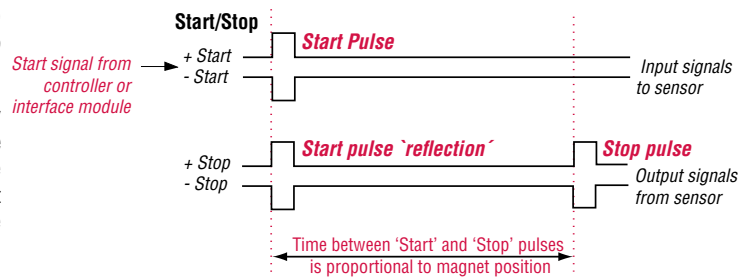 Start/Stop
Start Pulse
Start signal from
controller or
interface module
+ Start
- Start
Input signals
to sensor
Start pulse `reflection´
Stop pulse
+ Stop
- Stop
Output signals
from sensor
Time between ‘Start’ and ‘Stop’ pulses
is proportional to magnet position